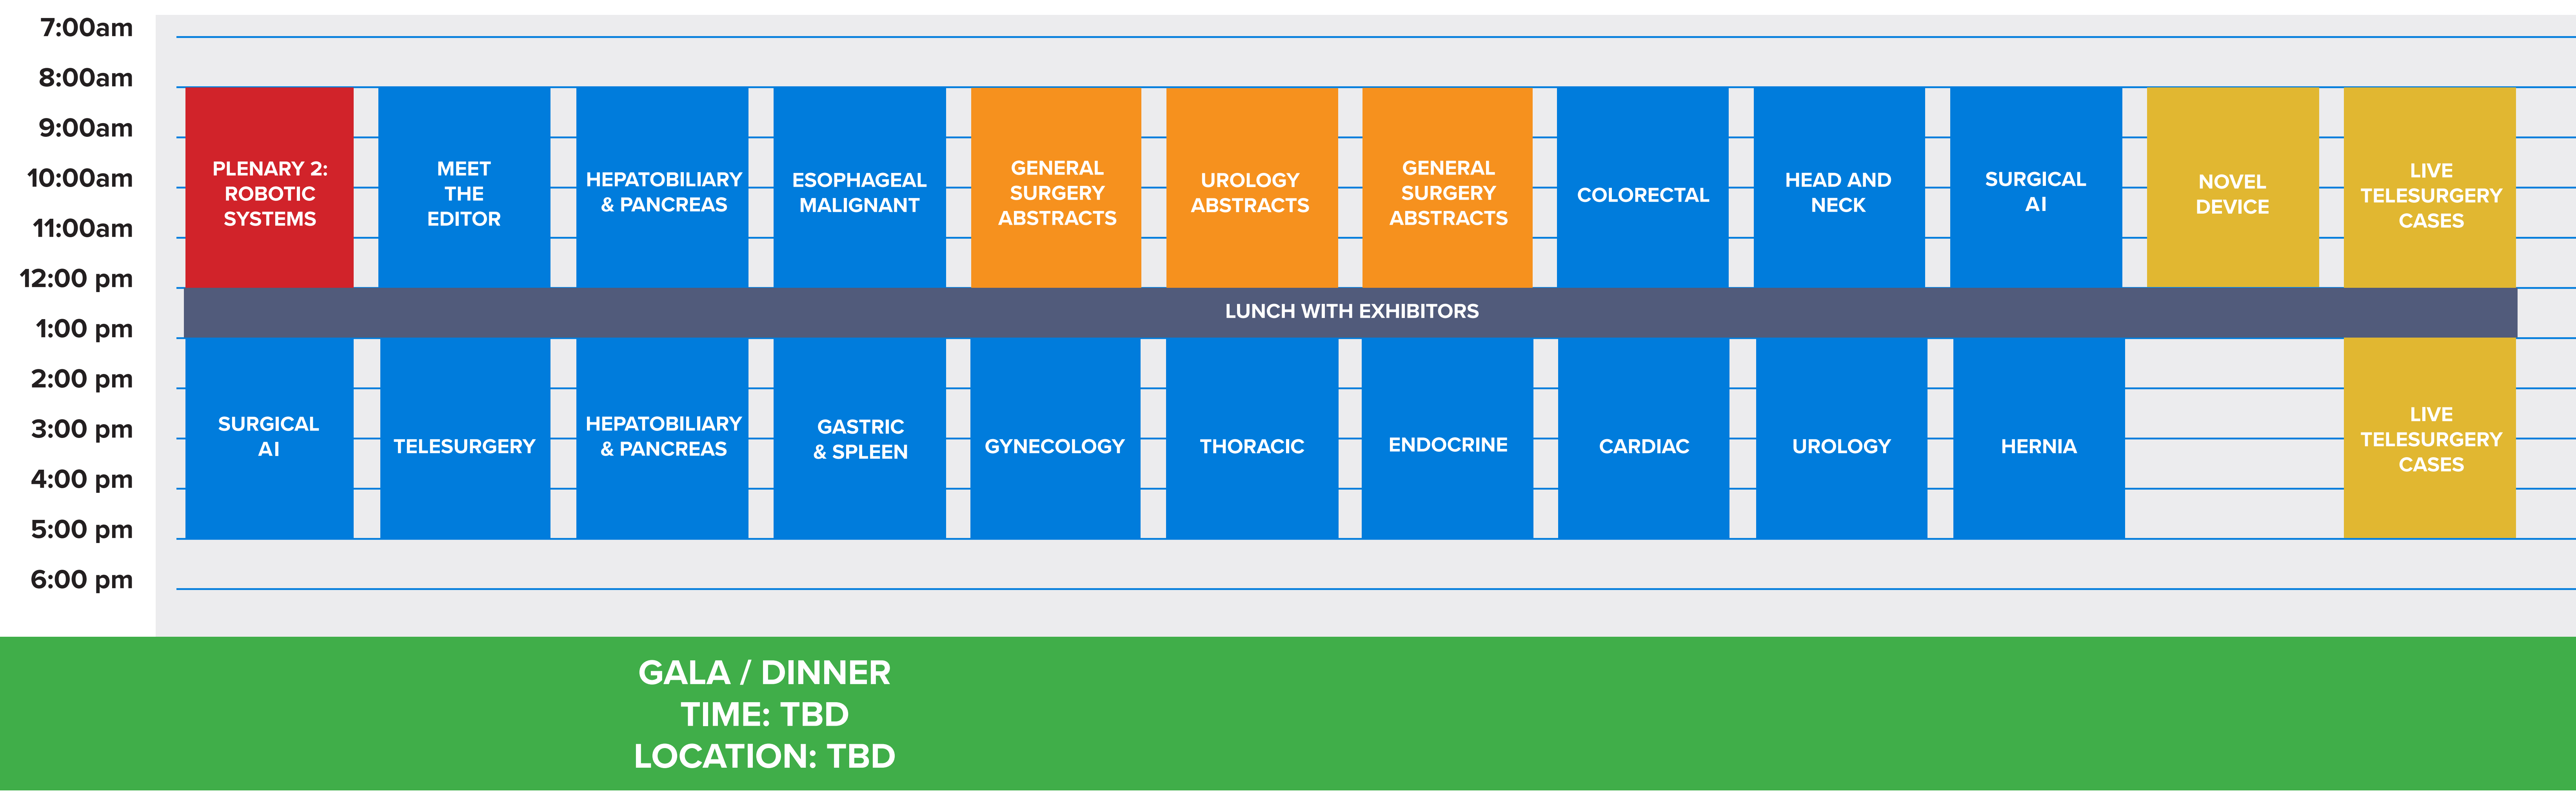 7:00am
8:00am
9:00am
10:00am
11:00am
12:00 pm
1:00 pm
2:00 pm
3:00 pm
4:00 pm
5:00 pm
6:00 pm
PLENARY 2:
ROBOTIC
SYSTEMS
MEET
THE
EDITOR
HEPATOBILIARY
& PANCREAS
ESOPHAGEAL
MALIGNANT
GENERAL
SURGERY
ABSTRACTS
UROLOGY
ABSTRACTS
GENERAL
SURGERY
ABSTRACTS
COLORECTAL
HEAD AND
NECK
SURGICAL
AI
NOVEL
DEVICE
LIVE
TELESURGERY
CASES
LUNCH WITH EXHIBITORS
SURGICAL
AI
TELESURGERY
HEPATOBILIARY
& PANCREAS
GASTRIC
& SPLEEN
GYNECOLOGY
THORACIC
ENDOCRINE
CARDIAC
UROLOGY
HERNIA
LIVE
TELESURGERY
CASES
GALA / DINNER
TIME: TBD
LOCATION: TBD